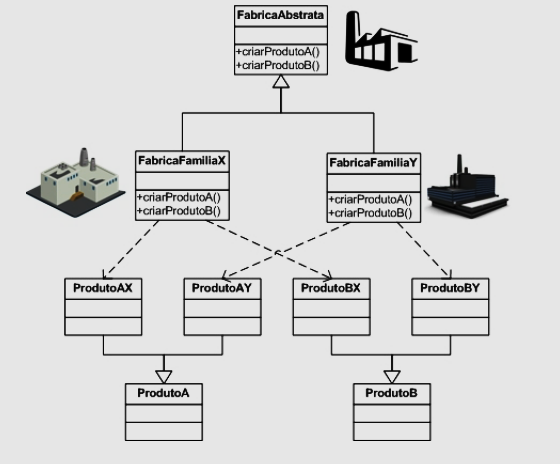 FabricaAbstrata
+criarProdutoA()
+criarProdutoB()
FabricaFamiliaX
+criarProdutoA()
+criarProdutoB()
FabricaFamiliaY
+criarProdutoA()
+criarProdutoB()
ProdutoAX
ProdutoAY
ProdutoBX
ProdutoBY
ProdutoA
ProdutoB